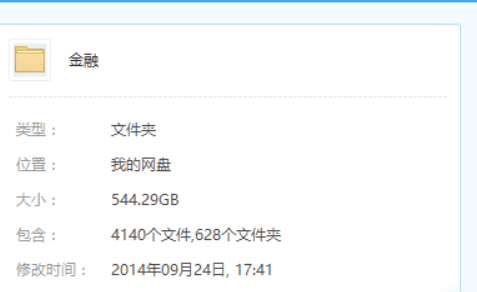 金融
类型： 文件夹
位置： 我的网盘
大小： 544.29GB
包含： 4140个文件,628个文件夹
修改时间： 2014年09月24日, 17:41